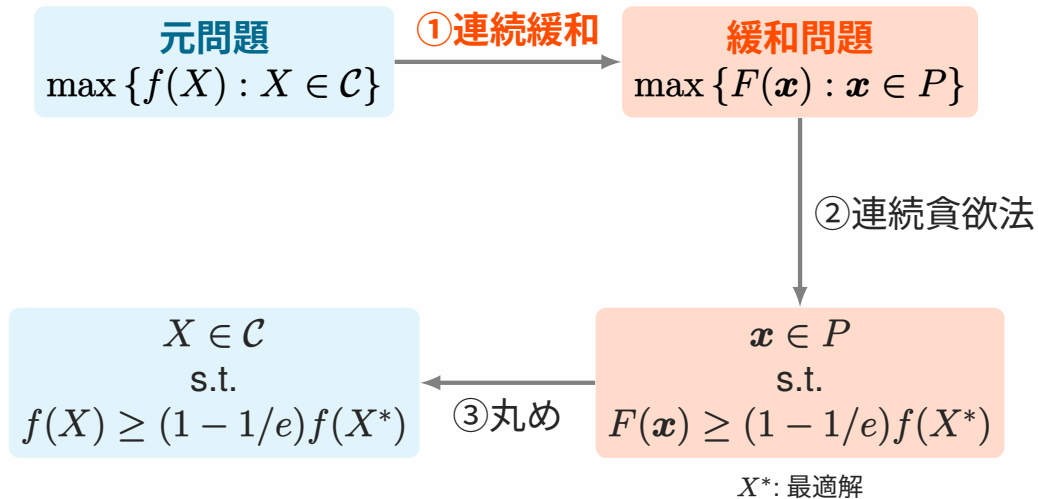 元問題
max {f(X) : X ∈ 𝒞}
①連続緩和
緩和問題
max {F(𝒙) : 𝒙 ∈ P}
②連続貪欲法
𝒙 ∈ P
s.t.
F(𝒙) ≥ (1 − 1/e)f(X*)
③丸め
X ∈ 𝒞
s.t.
f(X) ≥ (1 − 1/e)f(X*)
X*: 最適解